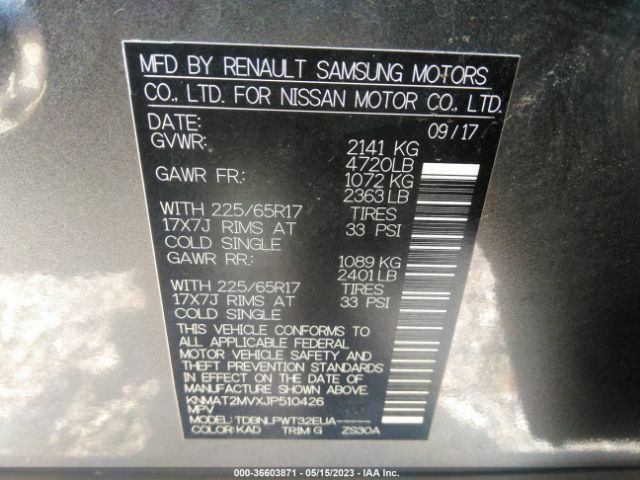 MFD BY RENAULT SAMSUNG MOTORS
CO., LTD. FOR NISSAN MOTOR CO., LTD.
DATE: 09/17
GVWR: 2141 KG
4720LB
GAWR FR: 1072 KG
2363 LB
WITH 225/65R17 TIRES
17X7J RIMS AT 33 PSI
COLD SINGLE
GAWR RR: 1089 KG
2401 LB
WITH 225/65R17 TIRES
17X7J RIMS AT 33 PSI
COLD SINGLE
THIS VEHICLE CONFORMS TO
ALL APPLICABLE FEDERAL
MOTOR VEHICLE SAFETY AND
THEFT PREVENTION STANDARDS
IN EFFECT ON THE DATE OF
MANUFACTURE SHOWN ABOVE.
KNMAT2MVXJP510426
MPV
MODEL: TDBNLPWT32EUA-----
COLOR: KAD TRIM: G ZS30A
000-36603871 - 05/15/2023 - IAA Inc.